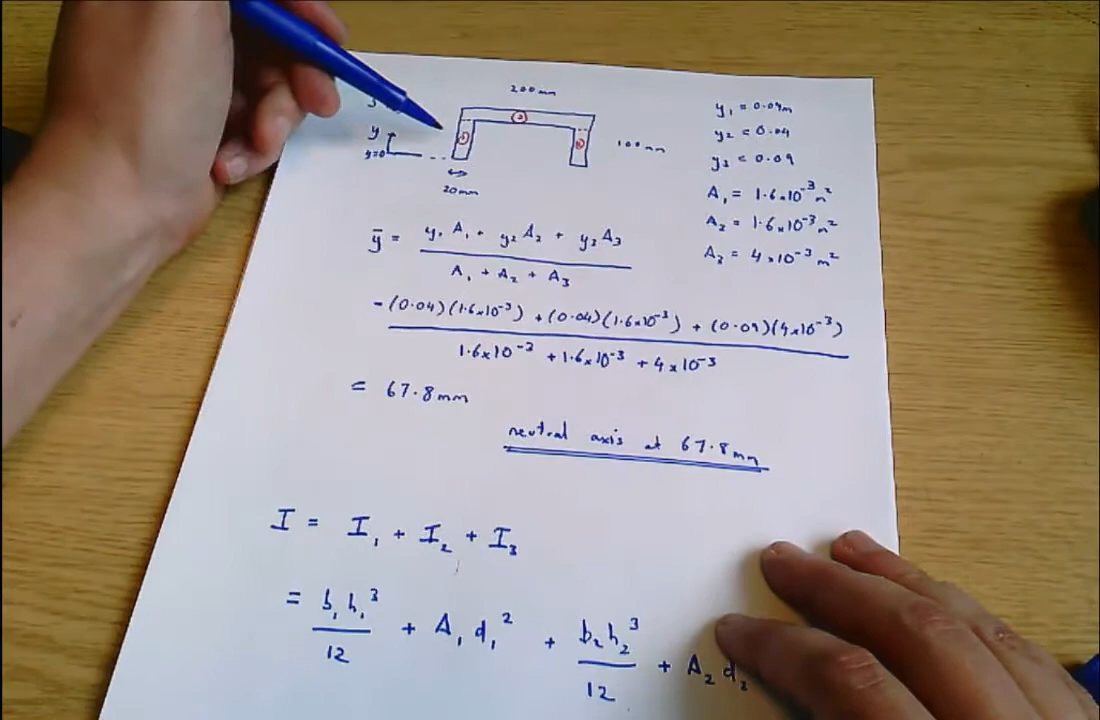 200mm
y
y=0
20mm
100mm
y₁ = 0.04m
y₂ = 0.04
y₃ = 0.09
A₁ = 1.6×10⁻³ m²
A₂ = 1.6×10⁻³ m²
A₃ = 4×10⁻³ m²
ȳ = y₁A₁ + y₂A₂ + y₃A₃
A₁ + A₂ + A₃
= (0.04)(1.6×10⁻³) + (0.04)(1.6×10⁻³) + (0.09)(4×10⁻³)
1.6×10⁻³ + 1.6×10⁻³ + 4×10⁻³
= 67.8mm
neutral axis at 67.8mm
I = I₁ + I₂ + I₃
= b₁h₁³ + A₁d₁² + b₂h₂³ + A₂d₂
12 12